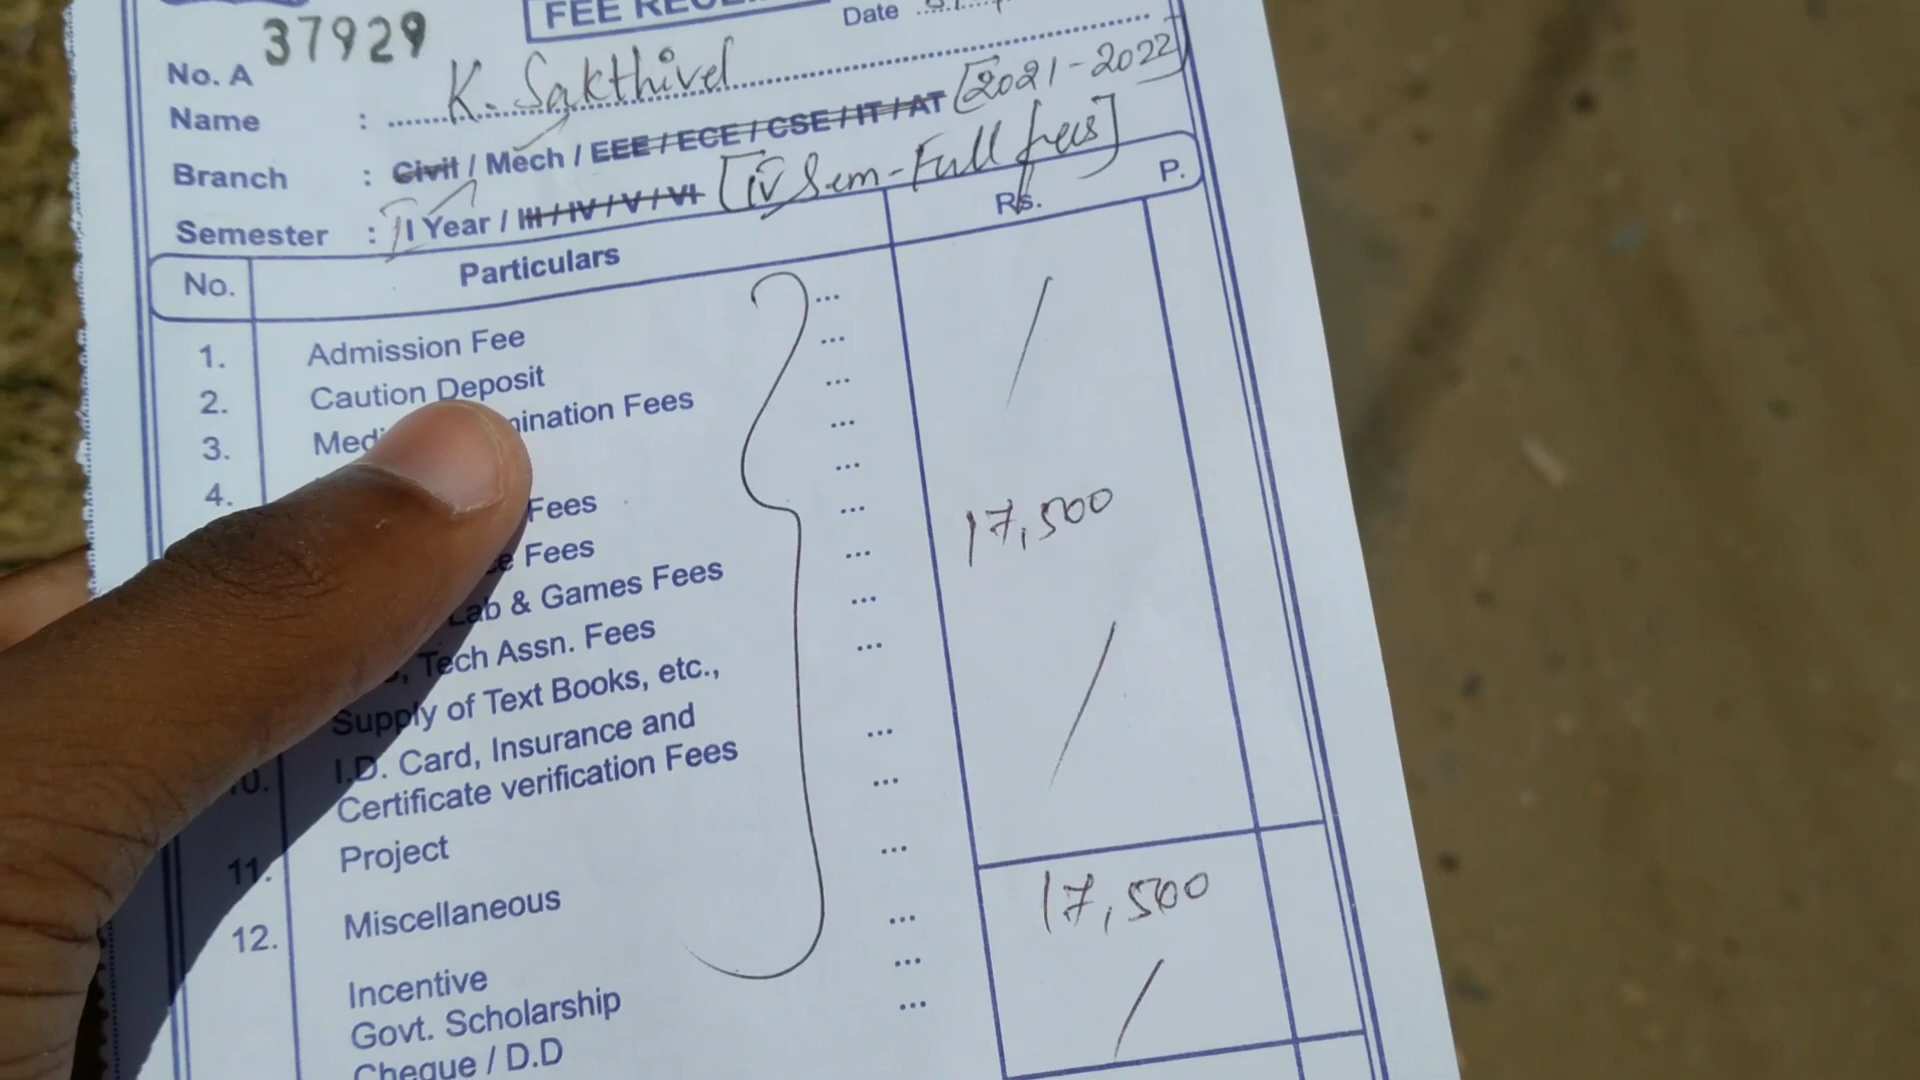 FEE
Date
No. A 37929
Name : K. Sakthivel
Branch : Civil / Mech / EEE / ECE / CSE / IT / AT [2021-2022]
Semester : II Year / III / IV / V / VI [IV Sem-Full fees]
No. Particulars Rs. P.
1. Admission Fee ...
2. Caution Deposit ...
3. Fees ...
4. ...
Fees ...
Fees ...
Lab & Games Fees ...
Tech Assn. Fees ...
Supply of Text Books, etc., ...
10. I.D. Card, Insurance and
Certificate verification Fees ...
11. Project ...
12. Miscellaneous ...
17,500
17,500
Incentive ...
Govt. Scholarship ...
Cheque / D.D ...